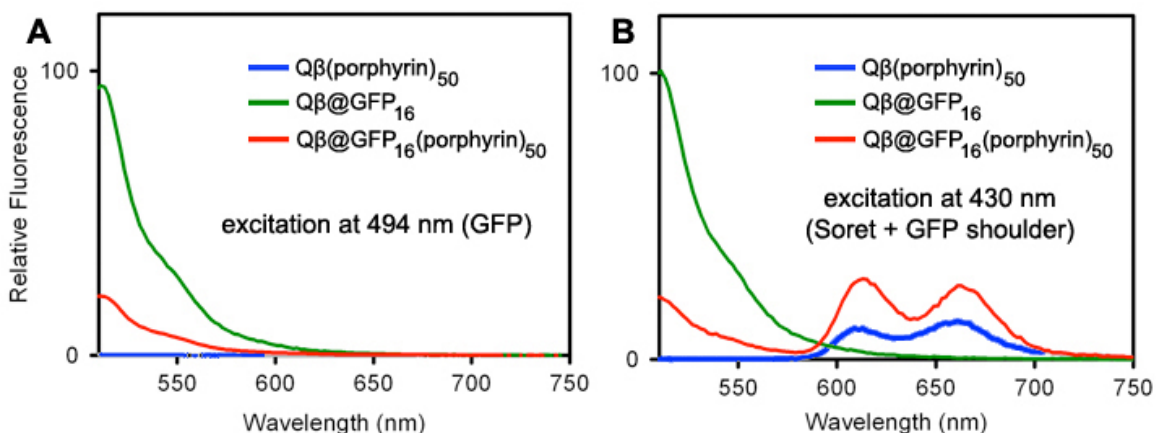 A
Relative Fluorescence
100
0
Qβ(porphyrin)50
Qβ@GFP16
Qβ@GFP16(porphyrin)50
excitation at 494 nm (GFP)
550 600 650 700 750
Wavelength (nm)
B
100
0
Qβ(porphyrin)50
Qβ@GFP16
Qβ@GFP16(porphyrin)50
excitation at 430 nm
(Soret + GFP shoulder)
550 600 650 700 750
Wavelength (nm)